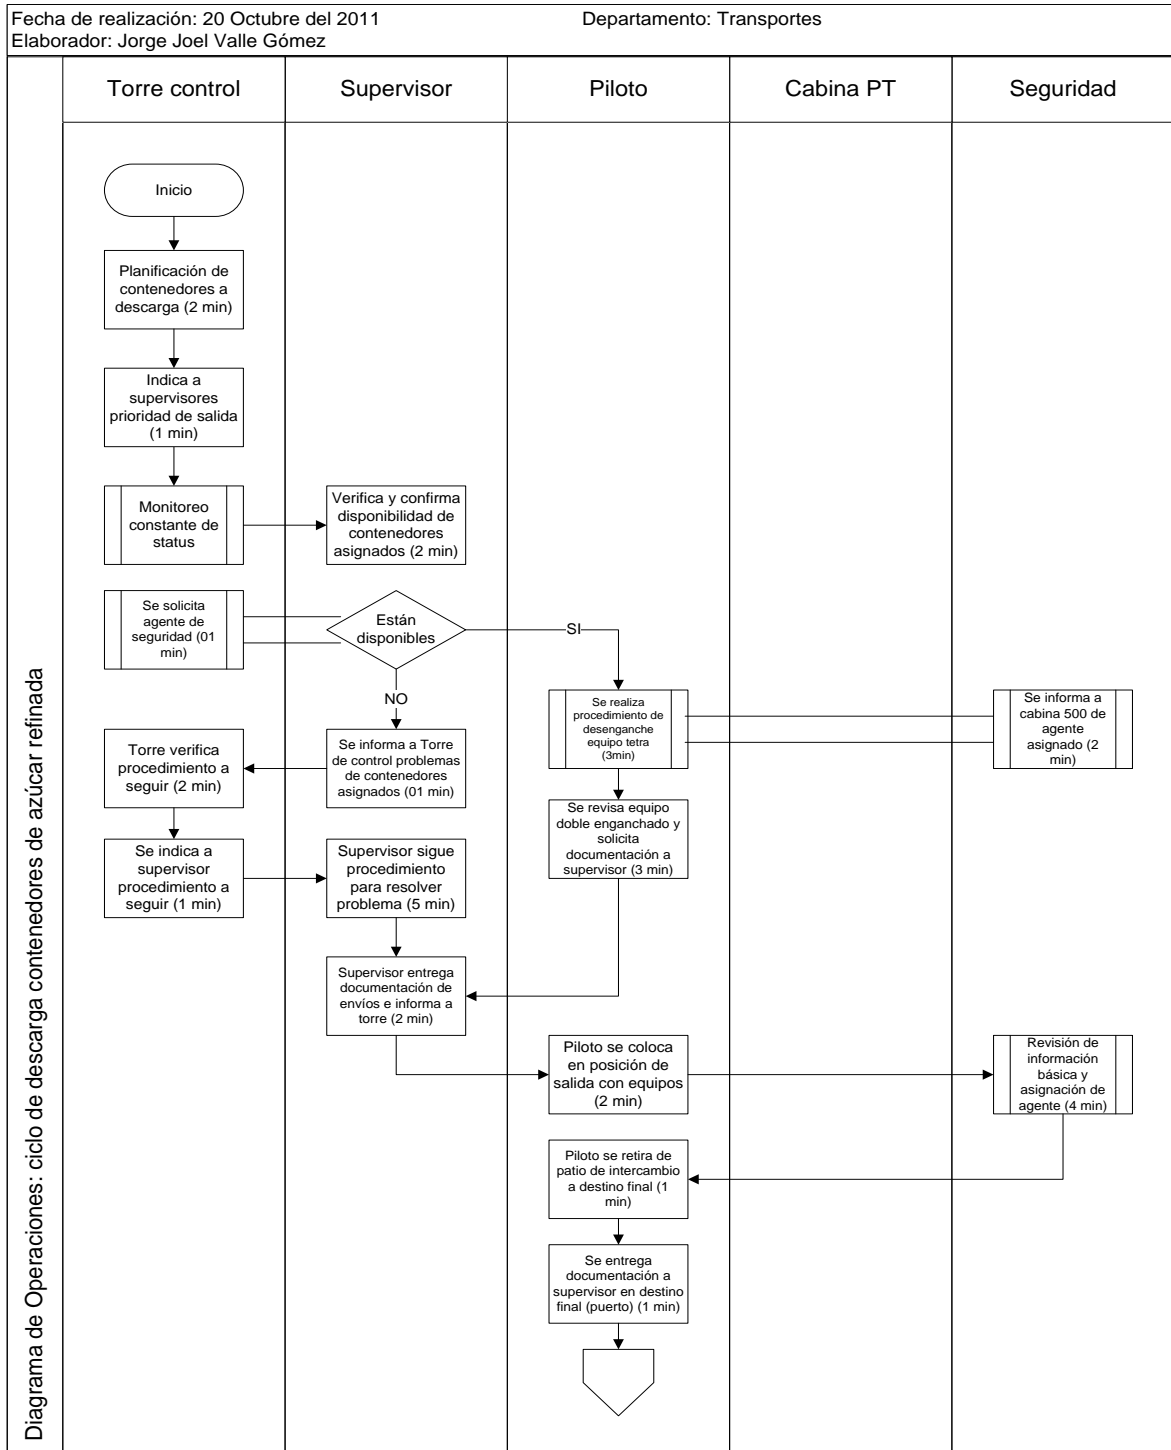 Fecha de realización: 20 Octubre del 2011
Departamento: Transportes
Elaborador: Jorge Joel Valle Gómez
Diagrama de Operaciones: ciclo de descarga contenedores de azúcar refinada
Torre control
Supervisor
Piloto
Cabina PT
Seguridad
Inicio
Planificación de
contenedores a
descarga (2 min)
Indica a
supervisores
prioridad de salida
(1 min)
Monitoreo
constante de
status
Verifica y confirma
disponibilidad de
contenedores
asignados (2 min)
Se solicita
agente de
seguridad (01
min)
Están
disponibles
SI
NO
Se realiza
procedimiento de
desenganche
equipo tetra
(3min)
Se informa a
cabina 500 de
agente
asignado (2
min)
Torre verifica
procedimiento a
seguir (2 min)
Se informa a Torre
de control problemas
de contenedores
asignados (01 min)
Se revisa equipo
doble enganchado y
solicita
documentación a
supervisor (3 min)
Se indica a
supervisor
procedimiento a
seguir (1 min)
Supervisor sigue
procedimiento
para resolver
problema (5 min)
Supervisor entrega
documentación de
envíos e informa a
torre (2 min)
Piloto se coloca
en posición de
salida con equipos
(2 min)
Revisión de
información
básica y
asignación de
agente (4 min)
Piloto se retira de
patio de intercambio
a destino final (1
min)
Se entrega
documentación a
supervisor en destino
final (puerto) (1 min)